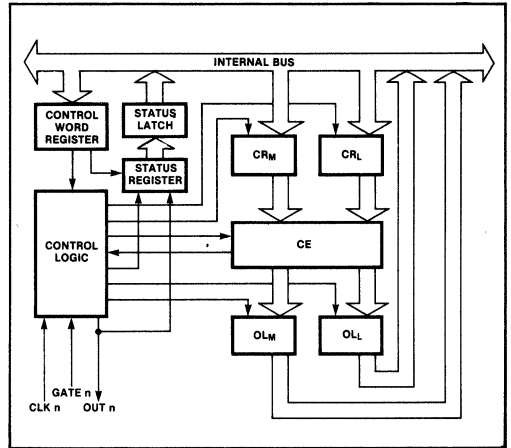 INTERNAL BUS
CONTROL
WORD
REGISTER
STATUS
LATCH
STATUS
REGISTER
CRM
CRL
CONTROL
LOGIC
CE
OLM
OLL
GATE n
CLK n
OUT n